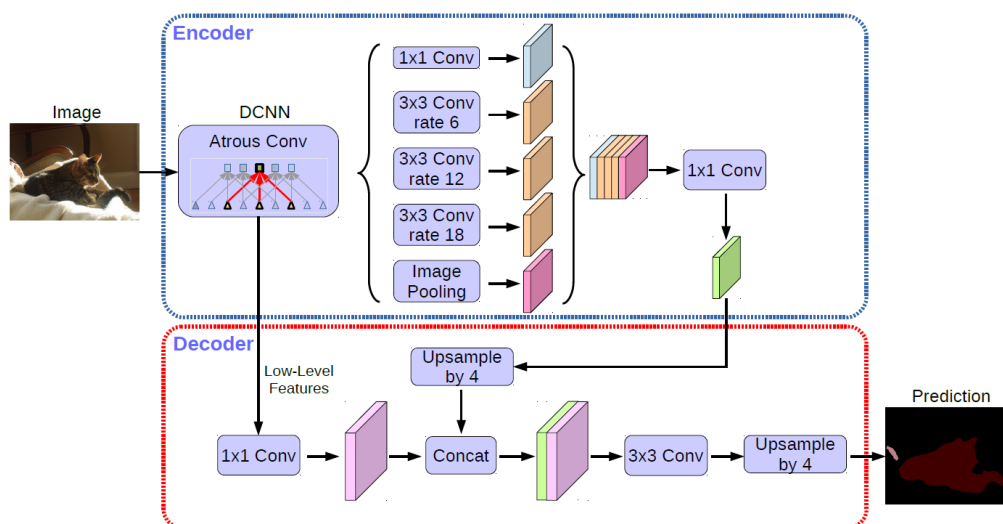 Encoder
Image
DCNN
Atrous Conv
1x1 Conv
3x3 Conv
rate 6
3x3 Conv
rate 12
3x3 Conv
rate 18
Image
Pooling
1x1 Conv
Decoder
Low-Level
Features
Upsample
by 4
1x1 Conv
Concat
3x3 Conv
Upsample
by 4
Prediction